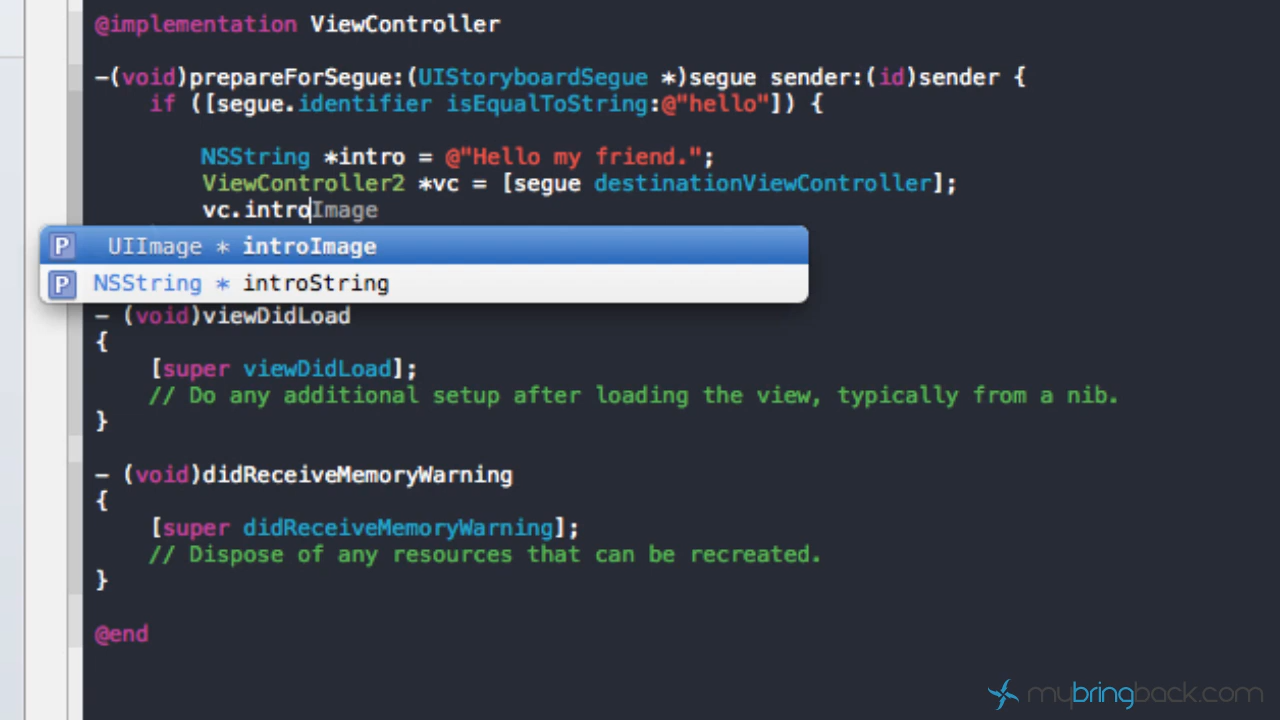 @implementation ViewController
-(void)prepareForSegue:(UIStoryboardSegue *)segue sender:(id)sender {
if ([segue.identifier isEqualToString:@"hello"]) {
NSString *intro = @"Hello my friend.";
ViewController2 *vc = [segue destinationViewController];
vc.introImage
P UIImage * introImage
P NSString * introString
- (void)viewDidLoad
{
[super viewDidLoad];
// Do any additional setup after loading the view, typically from a nib.
}
- (void)didReceiveMemoryWarning
{
[super didReceiveMemoryWarning];
// Dispose of any resources that can be recreated.
}
@end
mybringback.com